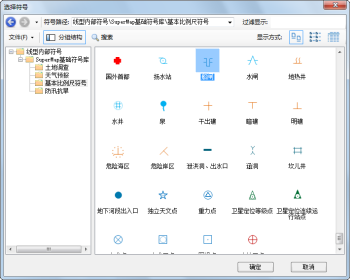 选择符号
符号路径: 线型内部符号\SuperMap基础符号库\基本比例尺符号
过滤显示:
文件(F)
分组结构
搜索
显示方式:
线型内部符号
SuperMap基础符号库
土地调查
天气预报
基本比例尺符号
防汛抗旱
国外首都
扬水站
水闸
地热井
水井
泉
干出礁
暗礁
明礁
危险海区
危险岸区
溶洞、出水口
涵洞
坎儿井
地下河段出入口
独立天文点
重力点
卫星定位等级点
卫星定位连续运行站点
确定
取消